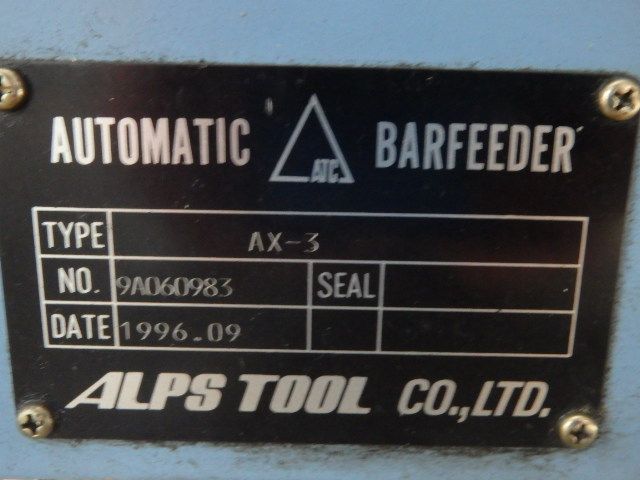 AUTOMATIC ATC BARFEEDER
TYPE AX-3
NO. 9A060983 SEAL
DATE 1996.09
ALPS TOOL CO.,LTD.